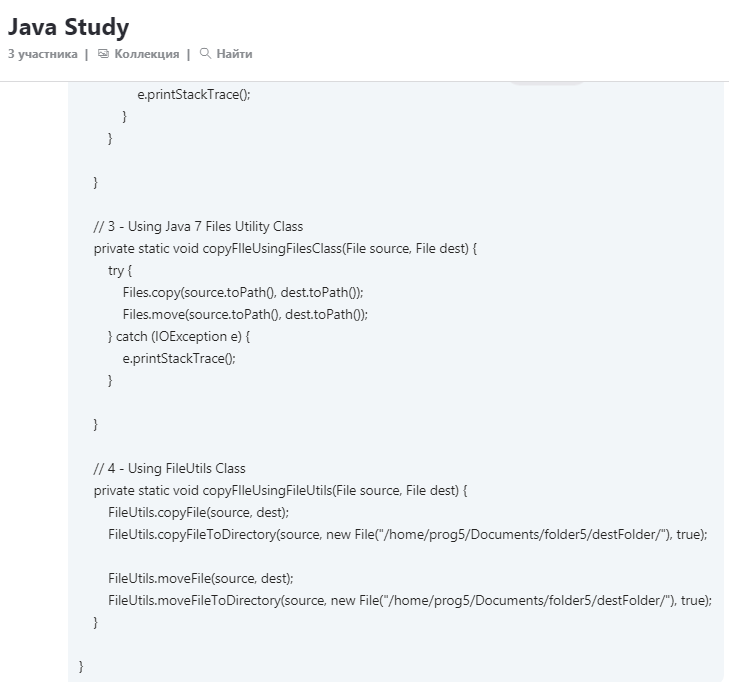 Java Study
3 участника | Коллекция | Найти
e.printStackTrace();
}
}
}
// 3 - Using Java 7 Files Utility Class
private static void copyFIleUsingFilesClass(File source, File dest) {
try {
Files.copy(source.toPath(), dest.toPath());
Files.move(source.toPath(), dest.toPath());
} catch (IOException e) {
e.printStackTrace();
}
}
// 4 - Using FileUtils Class
private static void copyFIleUsingFileUtils(File source, File dest) {
FileUtils.copyFile(source, dest);
FileUtils.copyFileToDirectory(source, new File("/home/prog5/Documents/folder5/destFolder/"), true);
FileUtils.moveFile(source, dest);
FileUtils.moveFileToDirectory(source, new File("/home/prog5/Documents/folder5/destFolder/"), true);
}
}